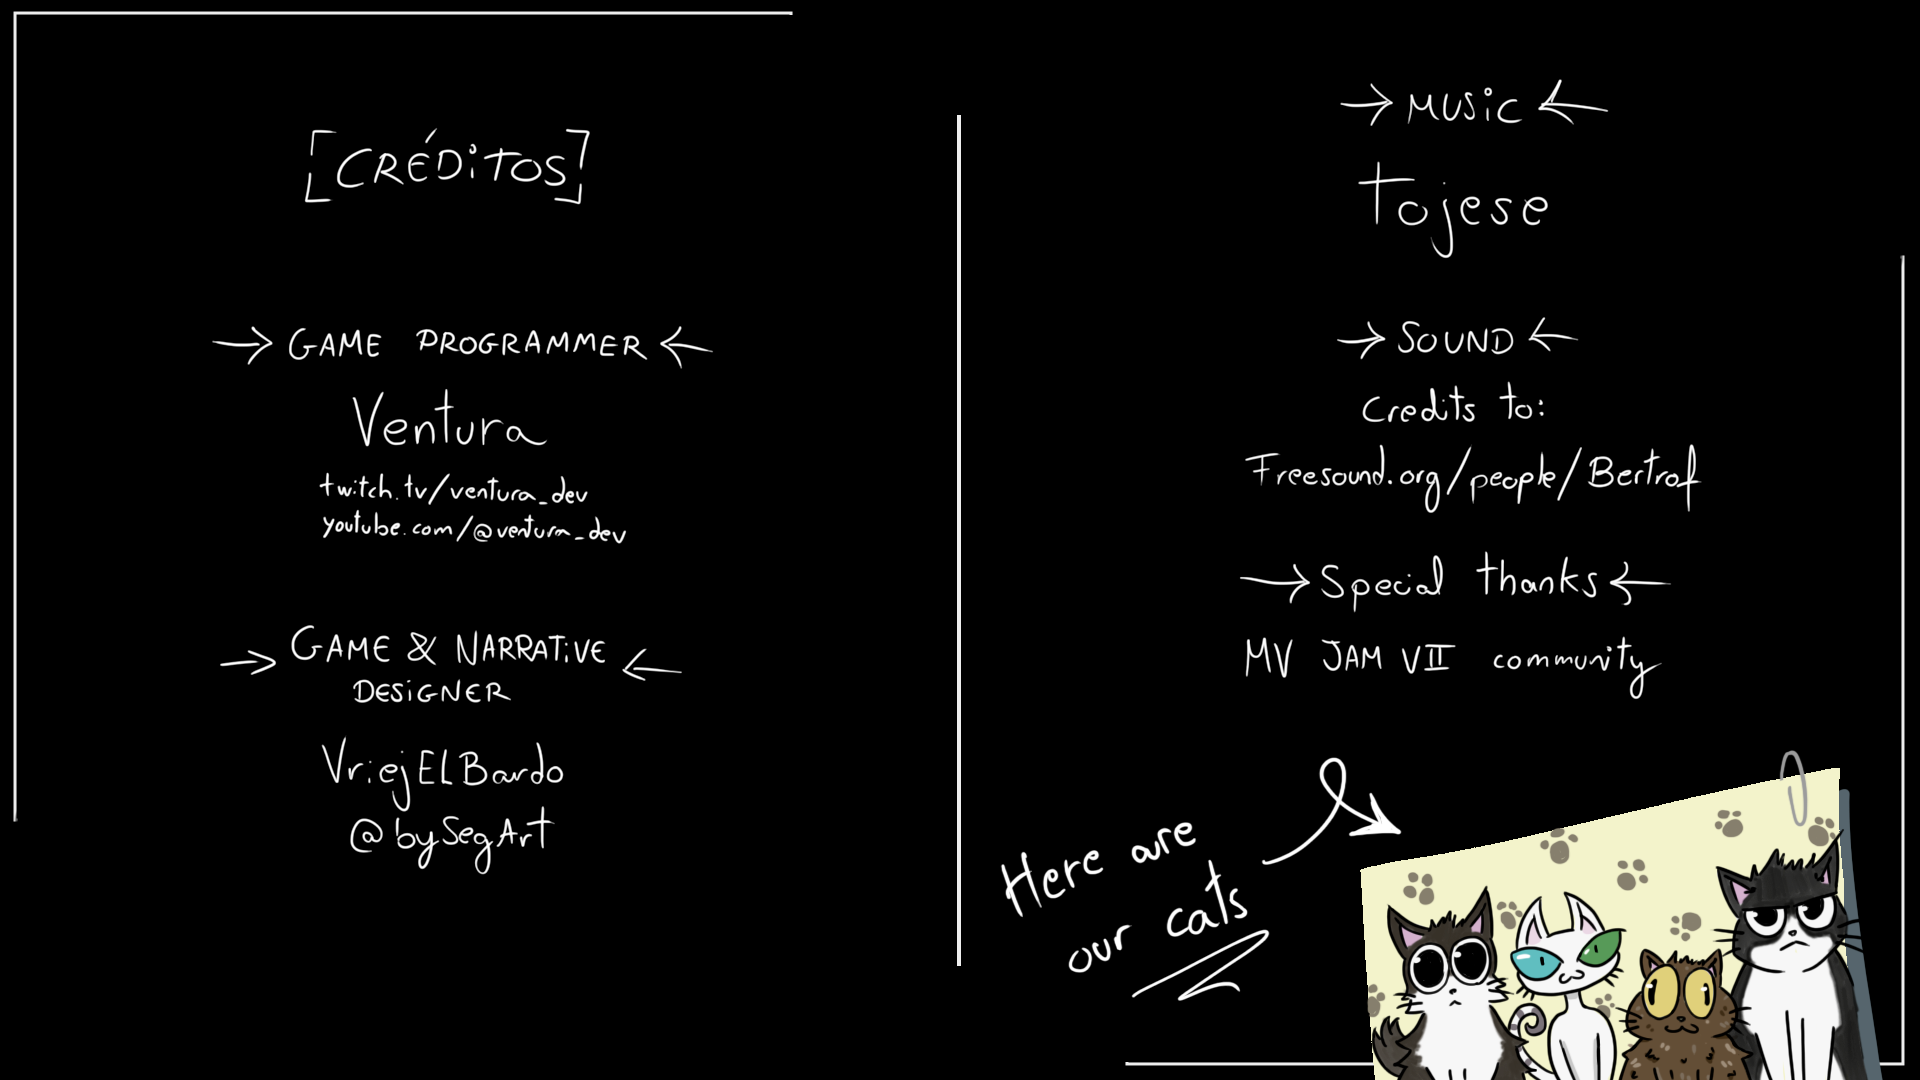 [CRÉDITOS]
GAME PROGRAMMER
Ventura
twitch.tv/ventura_dev
youtube.com/@ventura_dev
GAME & NARRATIVE
DESIGNER
VriejELBardo
@bySegArt
MUSIC
Tojese
SOUND
Credits to:
Freesound.org/people/Bertrof
Special thanks
MV JAM VII community
Here are
our cats